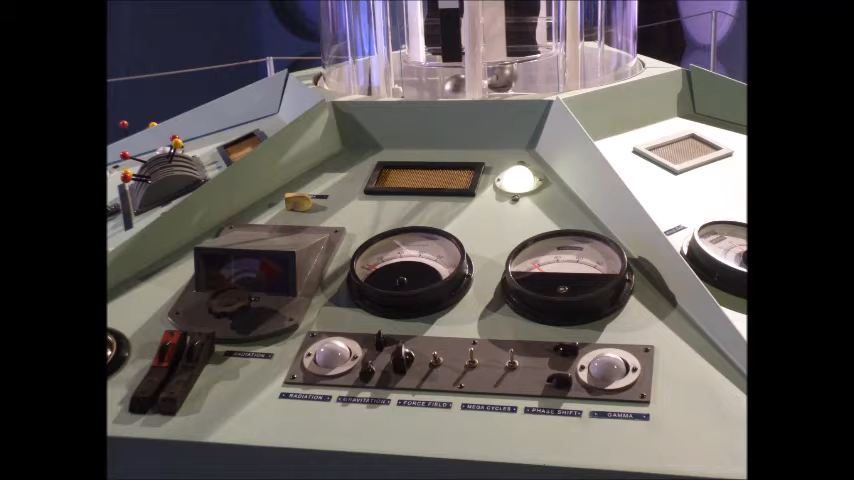 RADIATION
RADIATION
GRAVITATION
FORCE FIELD
MEGA CYCLES
PHASE SHIFT
GAMMA